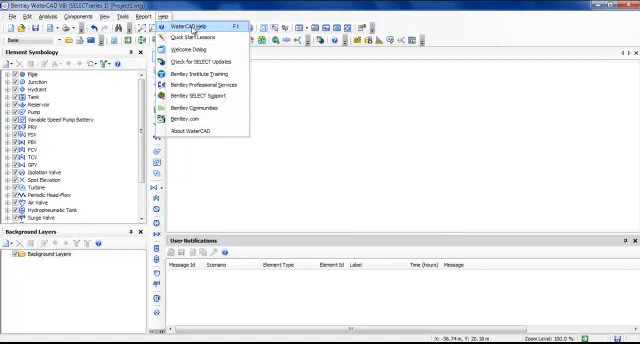 Bentley WaterCAD V8i (SELECTseries 1) [Project1.wtg]
File Edit Analysis Components View Tools Report Help
WaterCAD Help F1
Quick Start Lessons
Welcome Dialog
Check for SELECT Updates
Bentley Institute Training
Bentley Professional Services
Bentley SELECT Support
Bentley Communities
Bentley.com
About WaterCAD
Base
Element Symbology
Pipe
Junction
Hydrant
Tank
Reservoir
Pump
Variable Speed Pump Battery
PRV
PSV
PBV
FCV
TCV
GPV
Isolation Valve
Spot Elevation
Turbine
Periodic Head-Flow
Air Valve
Hydropneumatic Tank
Surge Valve
Background Layers
Background Layers
User Notifications
Message Id Scenario Element Type Element Id Label Time (hours) Message
X: -36.74 m, Y: 20.18 m Zoom Level: 100.0 %